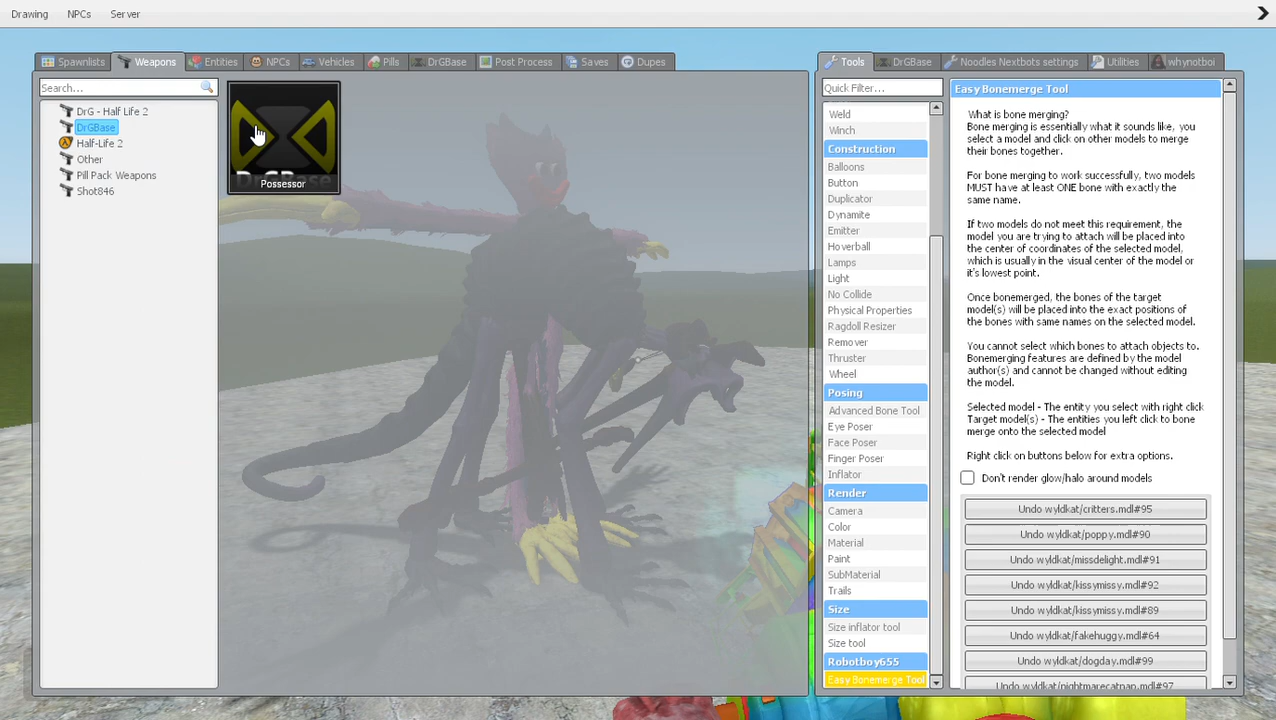 Drawing NPCs Server
Spawnlists Weapons Entities NPCs Vehicles Pills DrGBase Post Process Saves Dupes
Search...
DrG - Half Life 2
DrGBase
Half-Life 2
Other
Pill Pack Weapons
Shot846
DrGBase
Possessor
Tools DrGBase Noodles Nextbots settings Utilities whynotboi
Quick Filter...
Weld
Winch
Construction
Balloons
Button
Duplicator
Dynamite
Emitter
Hoverball
Lamps
Light
No Collide
Physical Properties
Ragdoll Resizer
Remover
Thruster
Wheel
Posing
Advanced Bone Tool
Eye Poser
Face Poser
Finger Poser
Inflator
Render
Camera
Color
Material
Paint
SubMaterial
Trails
Size
Size inflator tool
Size tool
Robotboy655
Easy Bonemerge Tool
Easy Bonemerge Tool
What is bone merging?
Bone merging is essentially what it sounds like, you
select a model and click on other models to merge
their bones together.
For bone merging to work successfully, two models
MUST have at least ONE bone with exactly the
same name.
If two models do not meet this requirement, the
model you are trying to attach will be placed into
the center of coordinates of the selected model,
which is usually in the visual center of the model or
it's lowest point.
Once bonemerged, the bones of the target
model(s) will be placed into the exact positions of
the bones with same names on the selected model.
You cannot select which bones to attach objects to.
Bonemerging features are defined by the model
author(s) and cannot be changed without editing
the model.
Selected model - The entity you select with right click
Target model(s) - The entities you left click to bone
merge onto the selected model
Right click on buttons below for extra options.
Don't render glow/halo around models
Undo wyldkat/critters.mdl#95
Undo wyldkat/poppy.mdl#90
Undo wyldkat/missdelight.mdl#91
Undo wyldkat/kissymissy.mdl#92
Undo wyldkat/kissymissy.mdl#89
Undo wyldkat/fakehuggy.mdl#64
Undo wyldkat/dogday.mdl#99
Undo wyldkat/nightmarecatnap.mdl#97